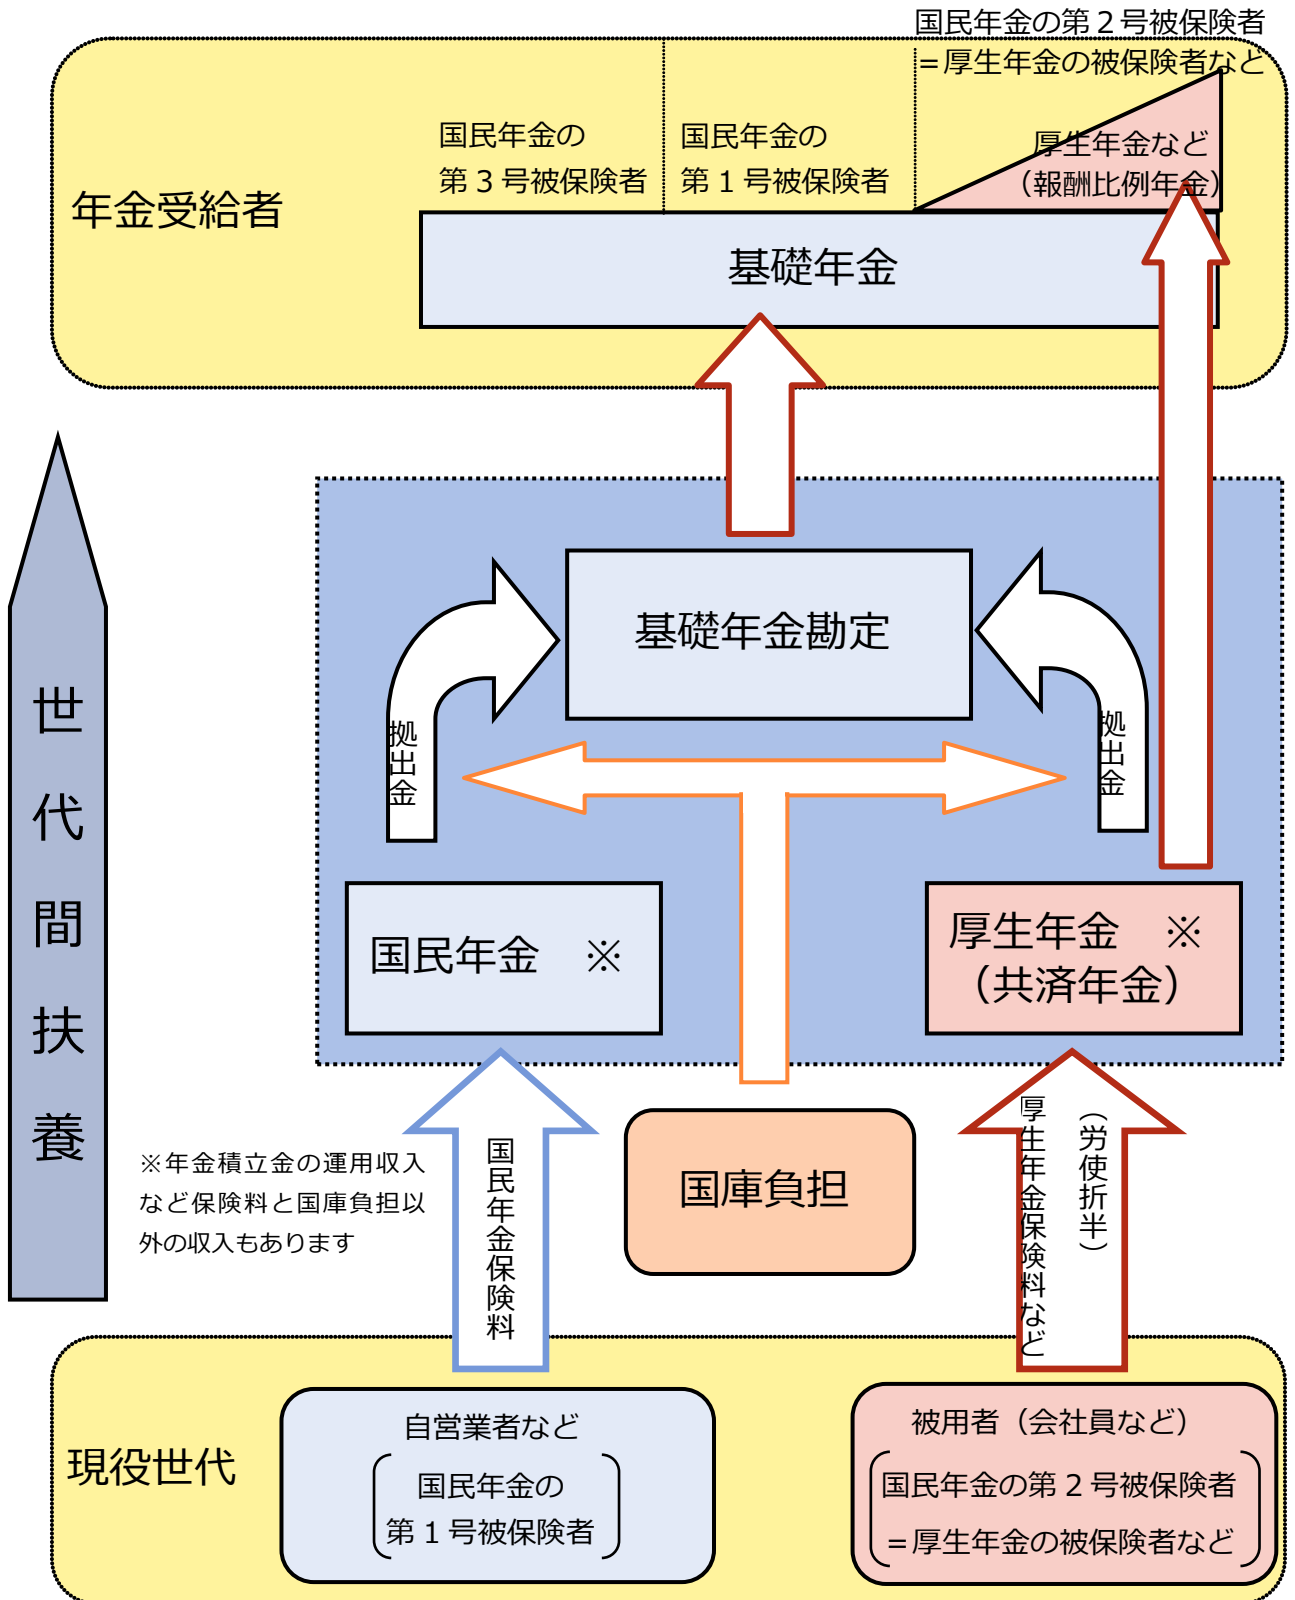 国民年金の第２号被保険者
=厚生年金の被保険者など
国民年金の
第３号被保険者
国民年金の
第１号被保険者
厚生年金など
（報酬比例年金）
年金受給者
基礎年金
基礎年金勘定
拠出金
拠出金
世代間扶養
国民年金　※
厚生年金　※
（共済年金）
国民年金保険料
国庫負担
厚生年金保険料など
（労使折半）
※年金積立金の運用収入
など保険料と国庫負担以
外の収入もあります
現役世代
自営業者など
国民年金の
第１号被保険者
被用者（会社員など）
国民年金の第２号被保険者
=厚生年金の被保険者など